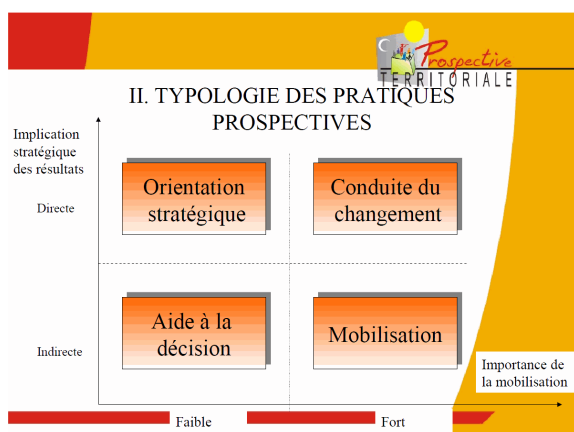 Prospective
TERRITORIALE
II. TYPOLOGIE DES PRATIQUES
PROSPECTIVES
Implication
stratégique
des résultats
Orientation
stratégique
Conduite du
changement
Directe
Aide à la
décision
Mobilisation
Indirecte
Importance de
la mobilisation
Faible
Fort